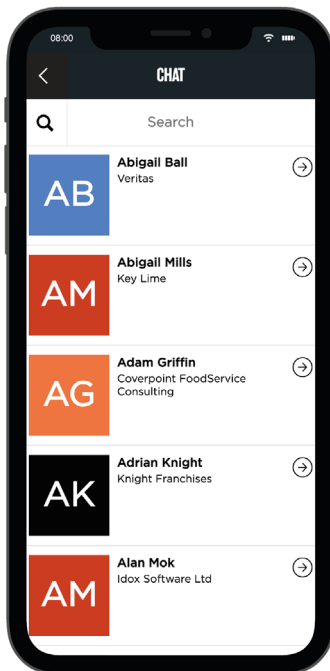 08:00
CHAT
Search
AB
Abigail Ball
Veritas
AM
Abigail Mills
Key Lime
AG
Adam Griffin
Coverpoint FoodService
Consulting
AK
Adrian Knight
Knight Franchises
AM
Alan Mok
Idox Software Ltd